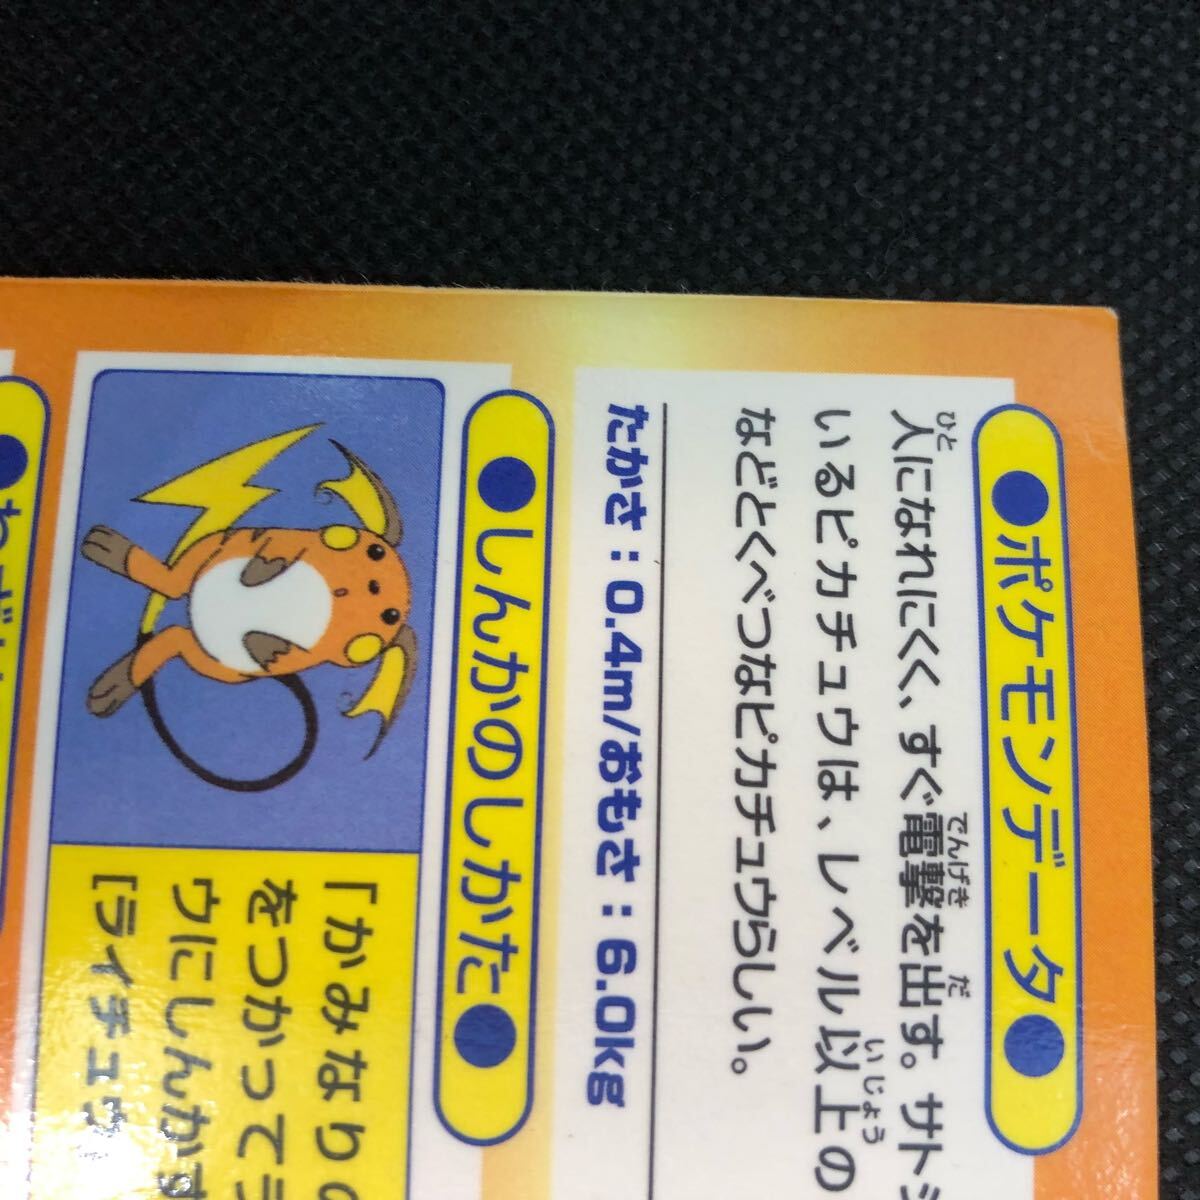 ●ポケモンデータ●
人になれにくく、すぐ電撃を出す。サト
いるピカチュウは、レベル以上の
などとくべつなピカチュウらしい。
たかさ：0.4m/おもさ：6.0kg
●しんかのしかた●
「かみなりの
をつかってラ
ウにしんかす
[ライチュウ
●わざ